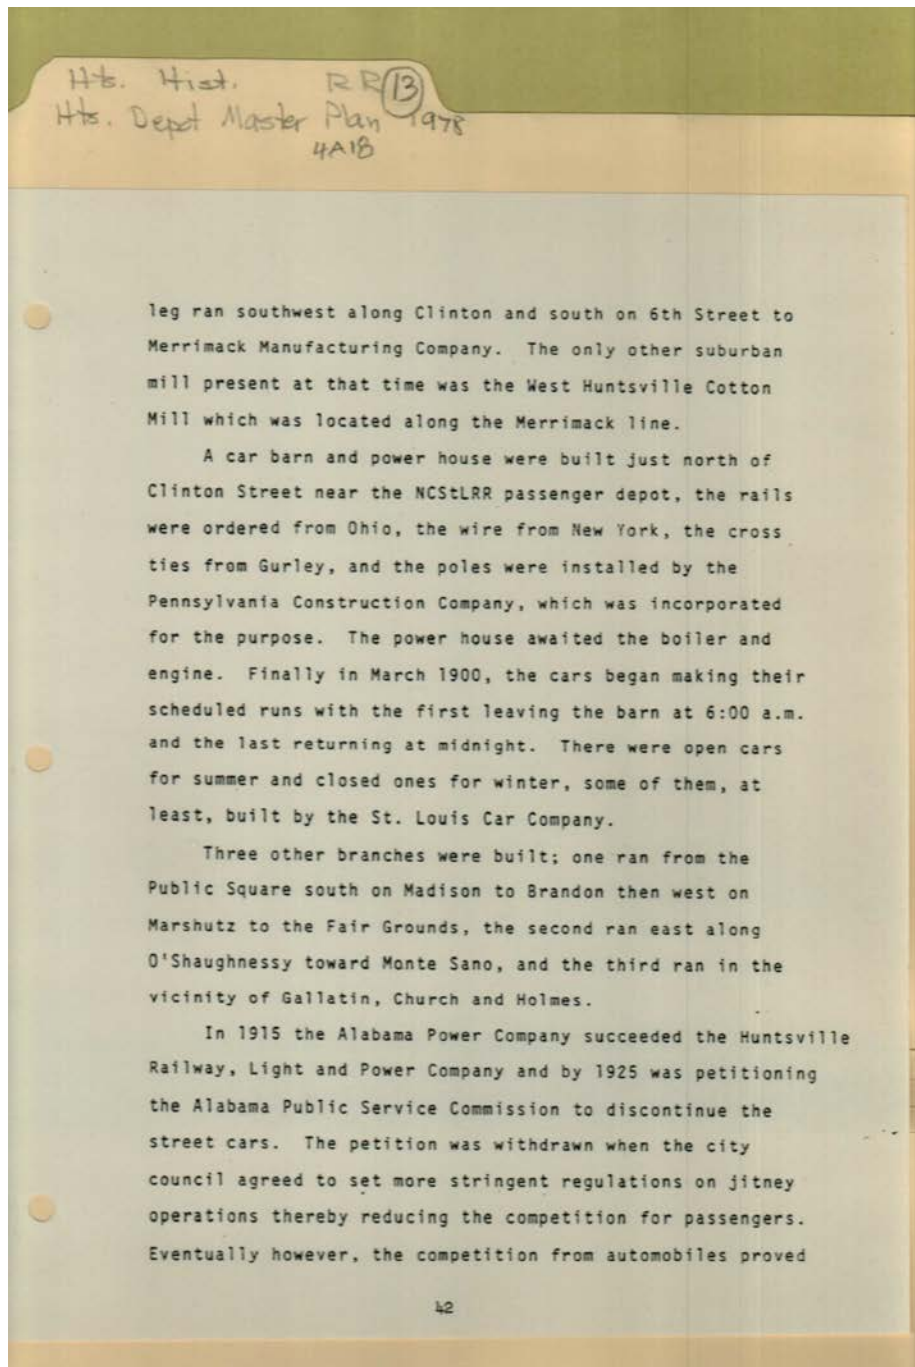 Hts. Hist. RR 13
Hts. Depot Master Plan 1978
4A18
leg ran southwest along Clinton and south on 6th Street to
Merrimack Manufacturing Company. The only other suburban
mill present at that time was the West Huntsville Cotton
Mill which was located along the Merrimack line.
A car barn and power house were built just north of
Clinton Street near the NCStLRR passenger depot, the rails
were ordered from Ohio, the wire from New York, the cross
ties from Gurley, and the poles were installed by the
Pennsylvania Construction Company, which was incorporated
for the purpose. The power house awaited the boiler and
engine. Finally in March 1900, the cars began making their
scheduled runs with the first leaving the barn at 6:00 a.m.
and the last returning at midnight. There were open cars
for summer and closed ones for winter, some of them, at
least, built by the St. Louis Car Company.
Three other branches were built; one ran from the
Public Square south on Madison to Brandon then west on
Marshutz to the Fair Grounds, the second ran east along
O'Shaughnessy toward Monte Sano, and the third ran in the
vicinity of Gallatin, Church and Holmes.
In 1915 the Alabama Power Company succeeded the Huntsville
Railway, Light and Power Company and by 1925 was petitioning
the Alabama Public Service Commission to discontinue the
street cars. The petition was withdrawn when the city
council agreed to set more stringent regulations on jitney
operations thereby reducing the competition for passengers.
Eventually however, the competition from automobiles proved
42